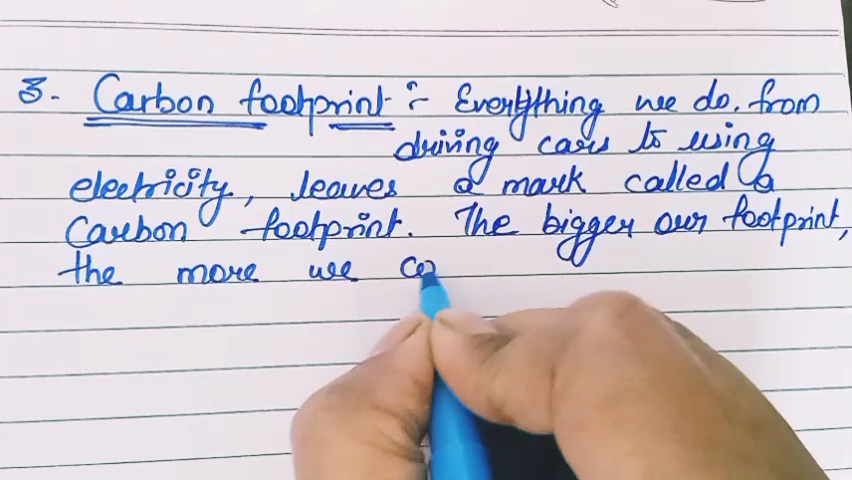 3. Carbon footprint :- Everything we do, from
driving cars to using
electricity, leaves a mark called a
Carbon footprint. The bigger our footprint,
the more we co